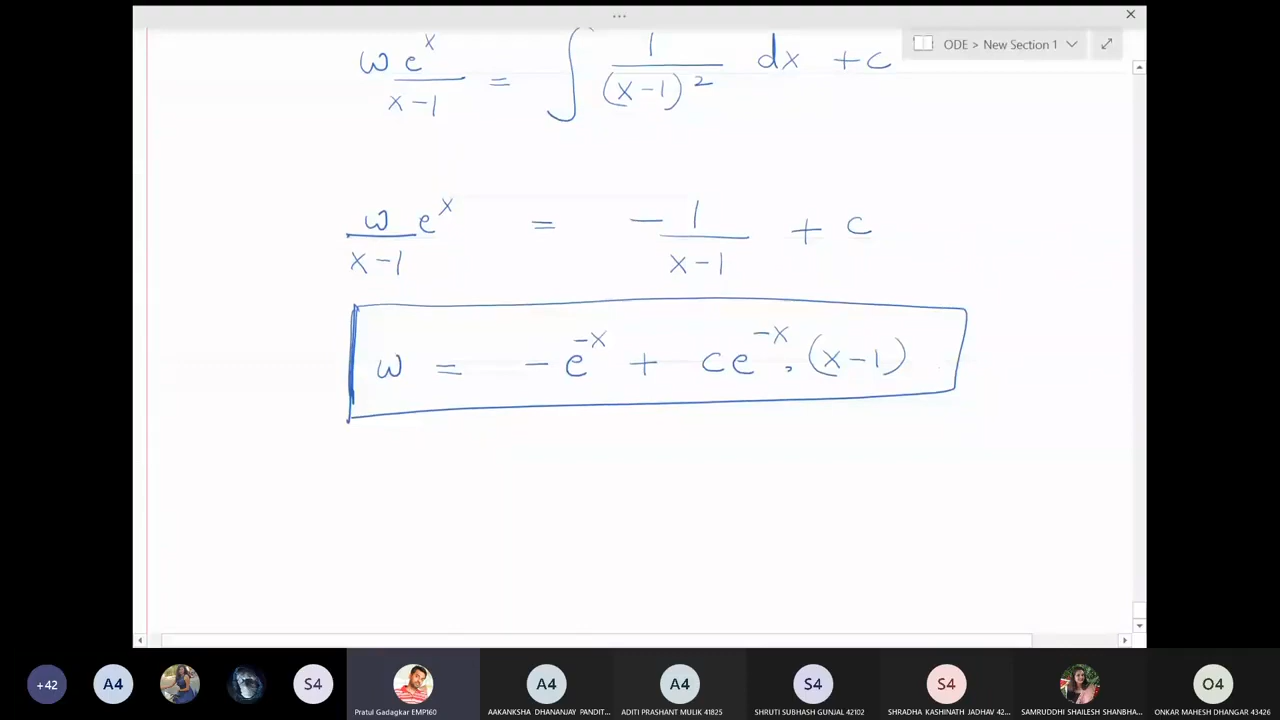 ...
ODE > New Section 1
ω e^x / (x-1) = ∫ 1 / (x-1)^2 dx + c
ω / (x-1) e^x = - 1 / (x-1) + c
ω = - e^-x + c e^-x . (x-1)
+42
A4
S4
A4
A4
S4
S4
O4
Pratul Gadagkar EMP160
AAKANKSHA DHANANJAY PANDIT...
ADITI PRASHANT MULIK 41825
SHRUTI SUBHASH GUNJAL 42102
SHRADHA KASHINATH JADHAV 42...
SAMRUDDHI SHAILESH SHANBHA...
ONKAR MAHESH DHANGAR 43426